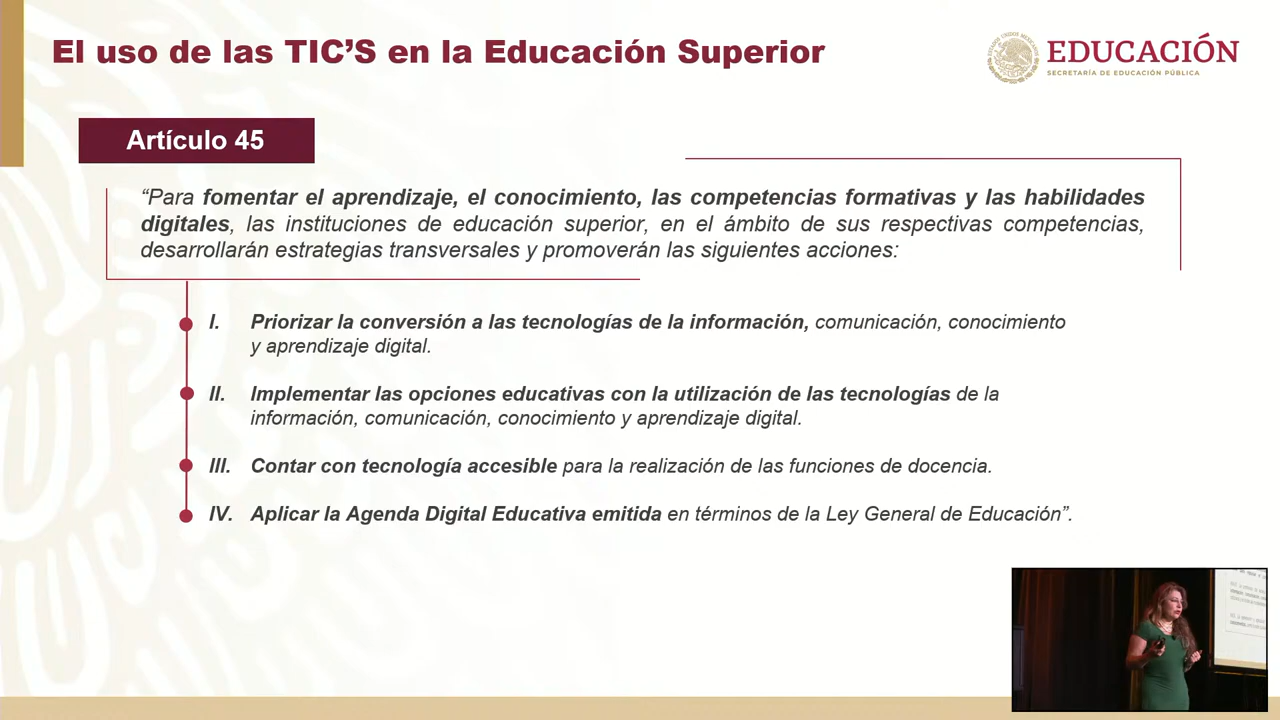 El uso de las TIC'S en la Educación Superior
EDUCACIÓN
SECRETARÍA DE EDUCACIÓN PÚBLICA
Artículo 45
“Para fomentar el aprendizaje, el conocimiento, las competencias formativas y las habilidades
digitales, las instituciones de educación superior, en el ámbito de sus respectivas competencias,
desarrollarán estrategias transversales y promoverán las siguientes acciones:
I. Priorizar la conversión a las tecnologías de la información, comunicación, conocimiento
y aprendizaje digital.
II. Implementar las opciones educativas con la utilización de las tecnologías de la
información, comunicación, conocimiento y aprendizaje digital.
III. Contar con tecnología accesible para la realización de las funciones de docencia.
IV. Aplicar la Agenda Digital Educativa emitida en términos de la Ley General de Educación”.